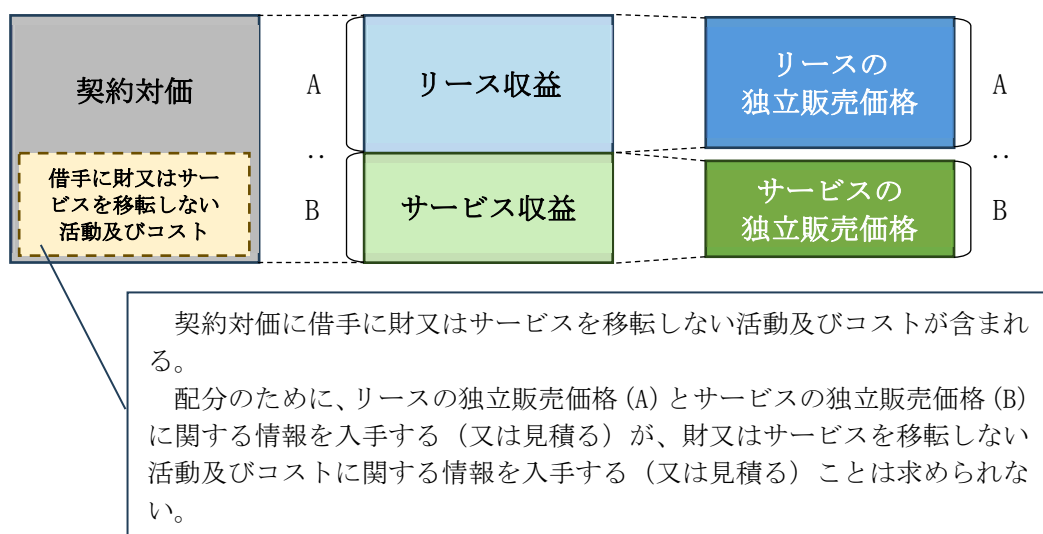 契約対価
借手に財又はサー
ビスを移転しない
活動及びコスト
A
:
B
リース収益
サービス収益
リースの
独立販売価格
サービスの
独立販売価格
A
:
B
契約対価に借手に財又はサービスを移転しない活動及びコストが含まれ
る。
配分のために、リースの独立販売価格(A)とサービスの独立販売価格(B)
に関する情報を入手する(又は見積る)が、財又はサービスを移転しない
活動及びコストに関する情報を入手する(又は見積る)ことは求められな
い。